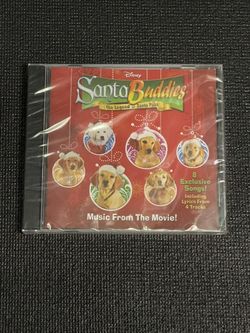 Disney
Santa Buddies
The Legend of Santa Paws
8
Exclusive
Songs!
Including
Lyrics From
4 Tracks
Music From The Movie!